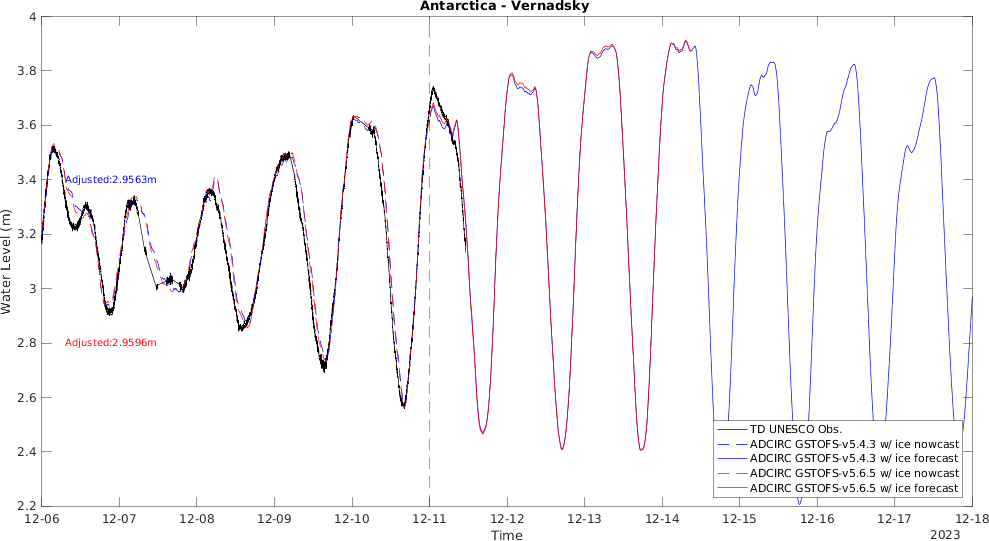 Antarctica - Vernadsky
4
3.8
3.6
3.4
3.2
3
2.8
2.6
2.4
2.2
Water Level (m)
Adjusted:2.9563m
Adjusted:2.9596m
TD UNESCO Obs.
ADCIRC GSTOFS-v5.4.3 w/ ice nowcast
ADCIRC GSTOFS-v5.4.3 w/ ice forecast
ADCIRC GSTOFS-v5.6.5 w/ ice nowcast
ADCIRC GSTOFS-v5.6.5 w/ ice forecast
12-06 12-07 12-08 12-09 12-10 12-11 12-12 12-13 12-14 12-15 12-16 12-17 12-18
Time
2023